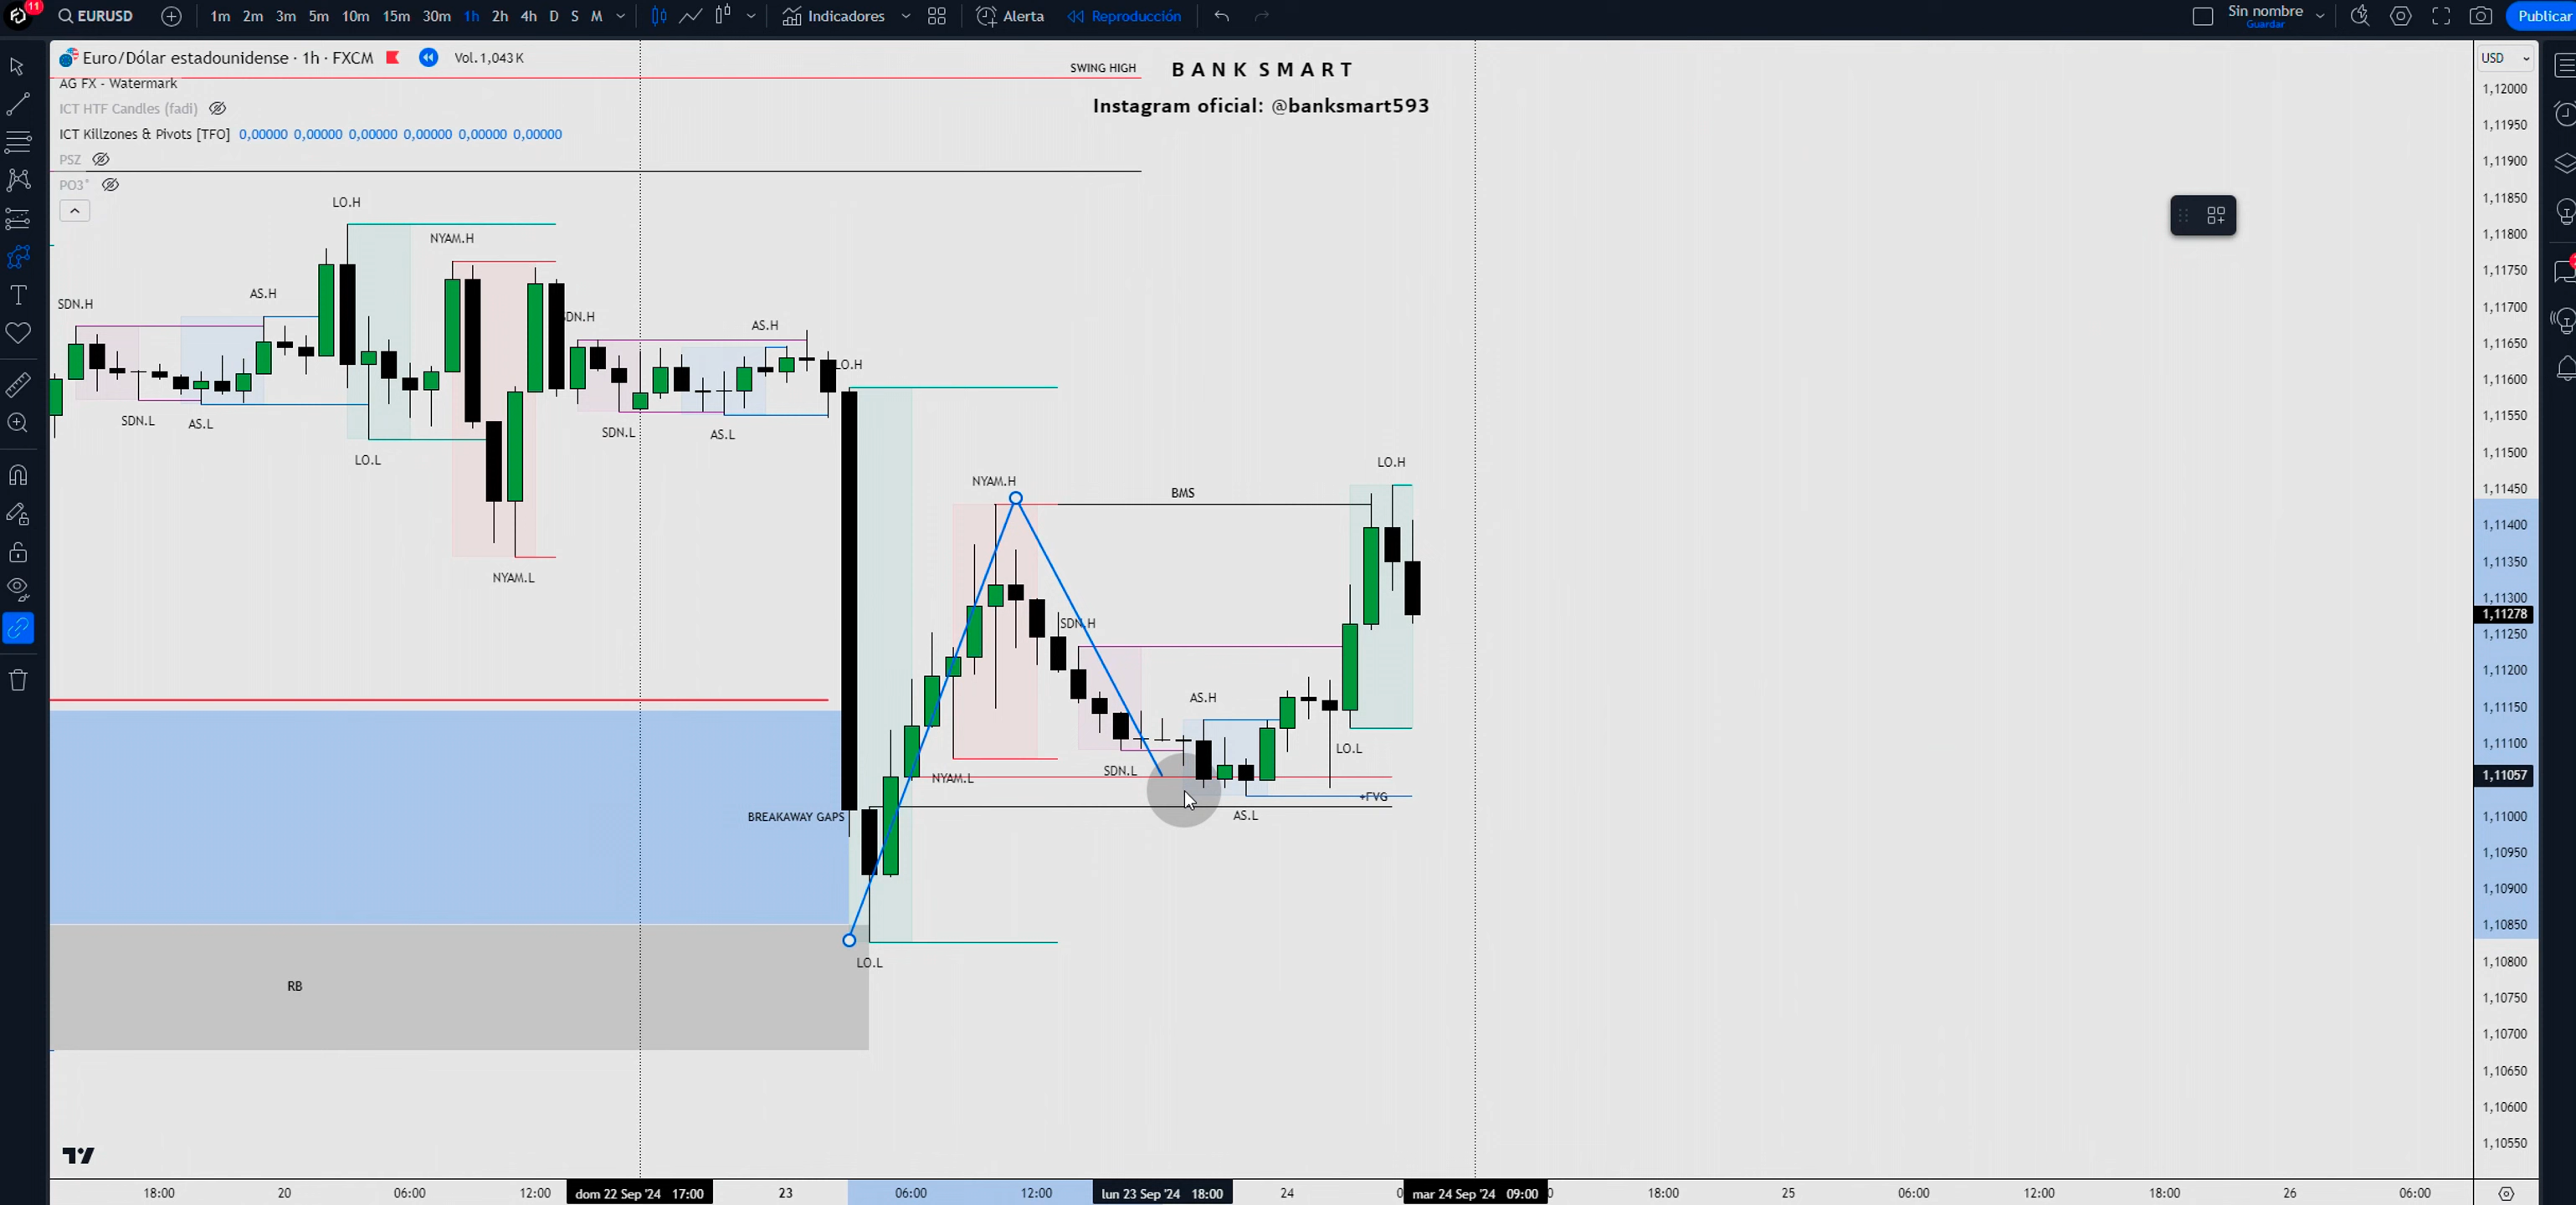 11
EURUSD 1m 2m 3m 5m 10m 15m 30m 1h 2h 4h D S M Indicadores Alerta Reproducción Sin nombre Guardar Publicar
Euro/Dólar estadounidense · 1h · FXCM Vol. 1,043 K
AG FX - Watermark
ICT HTF Candles (fadi)
ICT Killzones & Pivots [TFO] 0,00000 0,00000 0,00000 0,00000 0,00000 0,00000
PSZ
PO3*
SWING HIGH
BANK SMART
Instagram oficial: @banksmart593
LO.H
NYAM.H
AS.H
SDN.H
SDN.L
AS.L
LO.L
NYAM.L
SDN.H
AS.H
SDN.L
AS.L
LO.H
NYAM.H
BMS
LO.H
SDN.H
AS.H
LO.L
SDN.L
NYAM.L
+FVG
AS.L
BREAKAWAY GAPS
LO.L
RB
USD
1,12000
1,11950
1,11900
1,11850
1,11800
1,11750
1,11700
1,11650
1,11600
1,11550
1,11500
1,11450
1,11400
1,11350
1,11300
1,11278
1,11250
1,11200
1,11150
1,11100
1,11057
1,11000
1,10950
1,10900
1,10850
1,10800
1,10750
1,10700
1,10650
1,10600
1,10550
18:00 20 06:00 12:00 dom 22 Sep '24 17:00 23 06:00 12:00 lun 23 Sep '24 18:00 24 0 mar 24 Sep '24 09:00 0 18:00 25 06:00 12:00 18:00 26 06:00